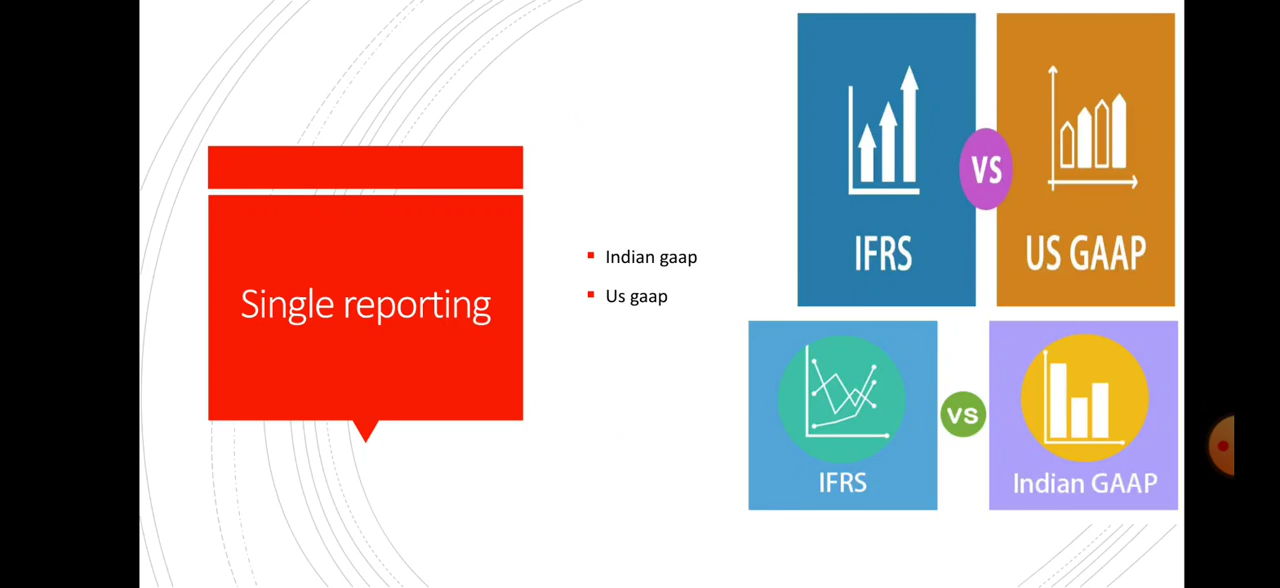 Single reporting
Indian gaap
Us gaap
IFRS
VS
US GAAP
IFRS
VS
Indian GAAP